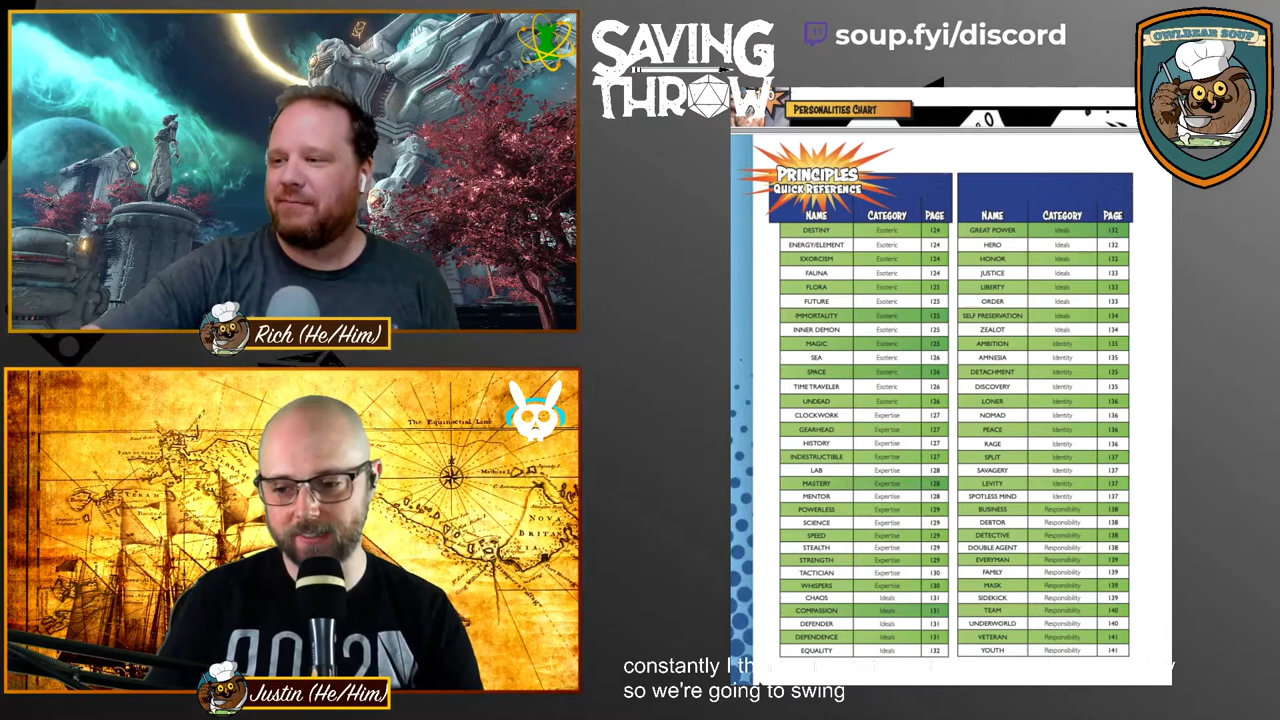 SAVING
THROW
soup.fyi/discord
OWLBEAR SOUP
PERSONALITIES CHART
PRINCIPLES
QUICK REFERENCE
NAME CATEGORY PAGE
DESTINY Esoteric 124
ENERGY/ELEMENT Esoteric 124
EXORCISM Esoteric 124
FAUNA Esoteric 124
FLORA Esoteric 125
FUTURE Esoteric 125
IMMORTALITY Esoteric 125
INNER DEMON Esoteric 125
MAGIC Esoteric 125
SEA Esoteric 126
SPACE Esoteric 126
TIME TRAVELER Esoteric 126
UNDEAD Esoteric 126
CLOCKWORK Expertise 127
GEARHEAD Expertise 127
HISTORY Expertise 127
INDESTRUCTIBLE Expertise 127
LAB Expertise 128
MASTERY Expertise 128
MENTOR Expertise 128
POWERLESS Expertise 129
SCIENCE Expertise 129
SPEED Expertise 129
STEALTH Expertise 129
STRENGTH Expertise 129
TACTICIAN Expertise 130
WHISPERS Expertise 130
CHAOS Ideals 131
COMPASSION Ideals 131
DEFENDER Ideals 131
DEPENDENCE Ideals 131
EQUALITY Ideals 132
NAME CATEGORY PAGE
GREAT POWER Ideals 132
HERO Ideals 132
HONOR Ideals 132
JUSTICE Ideals 133
LIBERTY Ideals 133
ORDER Ideals 133
SELF PRESERVATION Ideals 134
ZEALOT Ideals 134
AMBITION Identity 135
AMNESIA Identity 135
DETACHMENT Identity 135
DISCOVERY Identity 135
LONER Identity 136
NOMAD Identity 136
PEACE Identity 136
RAGE Identity 136
SPLIT Identity 137
SAVAGERY Identity 137
LEVITY Identity 137
SPOTLESS MIND Identity 137
BUSINESS Responsibility 138
DEBTOR Responsibility 138
DETECTIVE Responsibility 138
DOUBLE AGENT Responsibility 138
EVERYMAN Responsibility 139
FAMILY Responsibility 139
MASK Responsibility 139
SIDEKICK Responsibility 139
TEAM Responsibility 140
UNDERWORLD Responsibility 140
VETERAN Responsibility 141
YOUTH Responsibility 141
Rich (He/Him)
The Equinoctial Line
Justin (He/Him)
constantly I
so we're going to swing